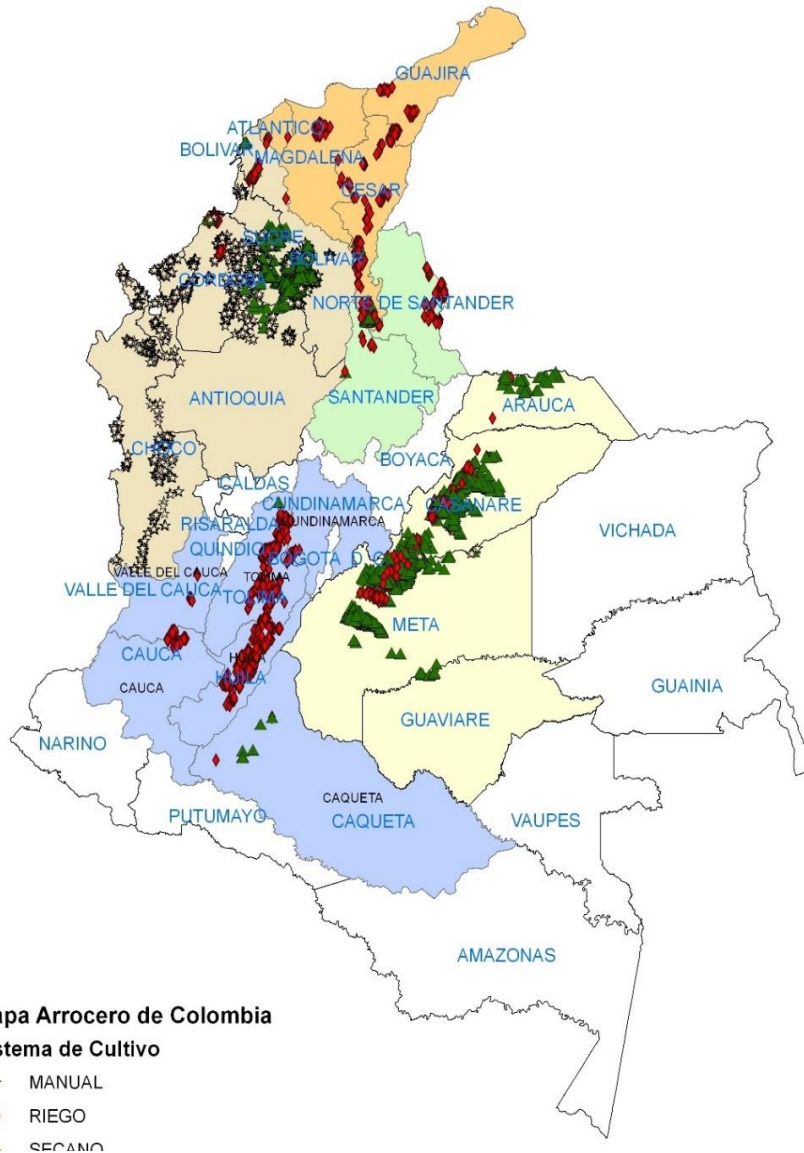 GUAJIRA
ATLANTICO
BOLIVAR
MAGDALENA
CESAR
SUCRE
BOLIVAR
CORDOBA
NORTE DE SANTANDER
ANTIOQUIA
SANTANDER
ARAUCA
CHOCO
BOYACA
CALDAS
CUNDINAMARCA
CASANARE
RISARALDA
CUNDINAMARCA
VICHADA
QUINDIO
BOGOTA D. C.
VALLE DEL CAUCA
TOLIMA
VALLE DEL CAUCA
TOLIMA
META
CAUCA
HUILA
HUILA
CAUCA
GUAINIA
GUAVIARE
NARINO
CAQUETA
PUTUMAYO
CAQUETA
VAUPES
AMAZONAS
apa Arrocero de Colombia
stema de Cultivo
MANUAL
RIEGO
SECANO